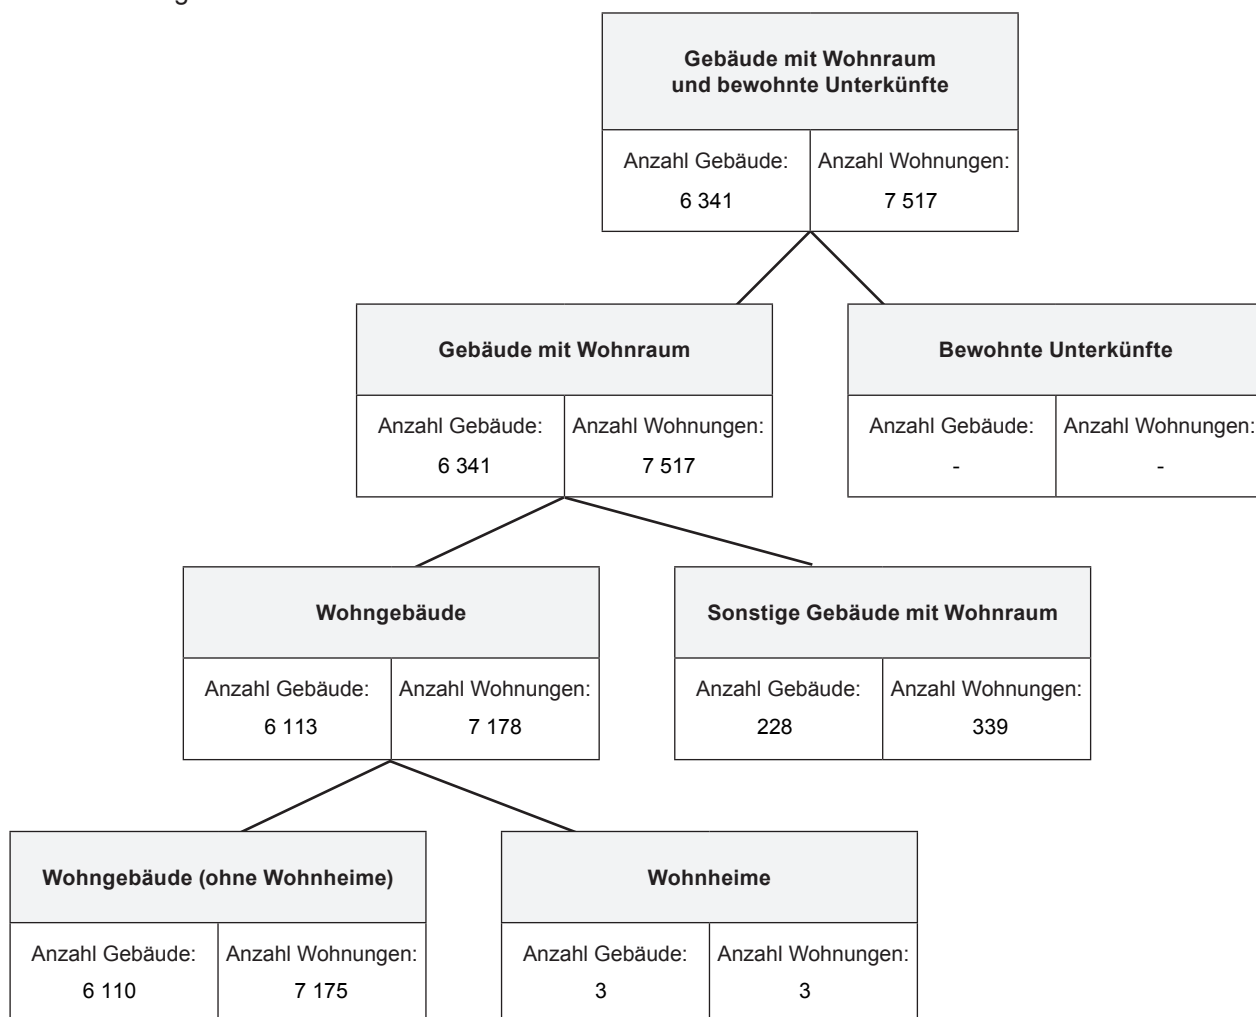 Gebäude mit Wohnraum
und bewohnte Unterkünfte
Anzahl Gebäude: Anzahl Wohnungen:
6 341 7 517
Gebäude mit Wohnraum Bewohnte Unterkünfte
Anzahl Gebäude: Anzahl Wohnungen: Anzahl Gebäude: Anzahl Wohnungen:
6 341 7 517 - -
Wohngebäude Sonstige Gebäude mit Wohnraum
Anzahl Gebäude: Anzahl Wohnungen: Anzahl Gebäude: Anzahl Wohnungen:
6 113 7 178 228 339
Wohngebäude (ohne Wohnheime) Wohnheime
Anzahl Gebäude: Anzahl Wohnungen: Anzahl Gebäude: Anzahl Wohnungen:
6 110 7 175 3 3